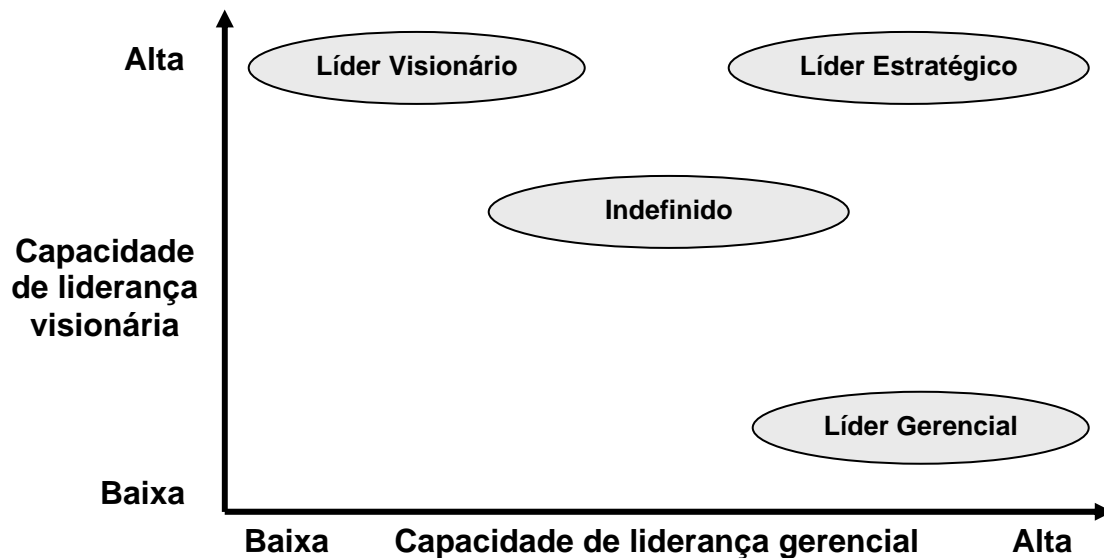 Alta
Líder Visionário
Líder Estratégico
Indefinido
Capacidade
de liderança
visionária
Líder Gerencial
Baixa
Baixa
Capacidade de liderança gerencial
Alta